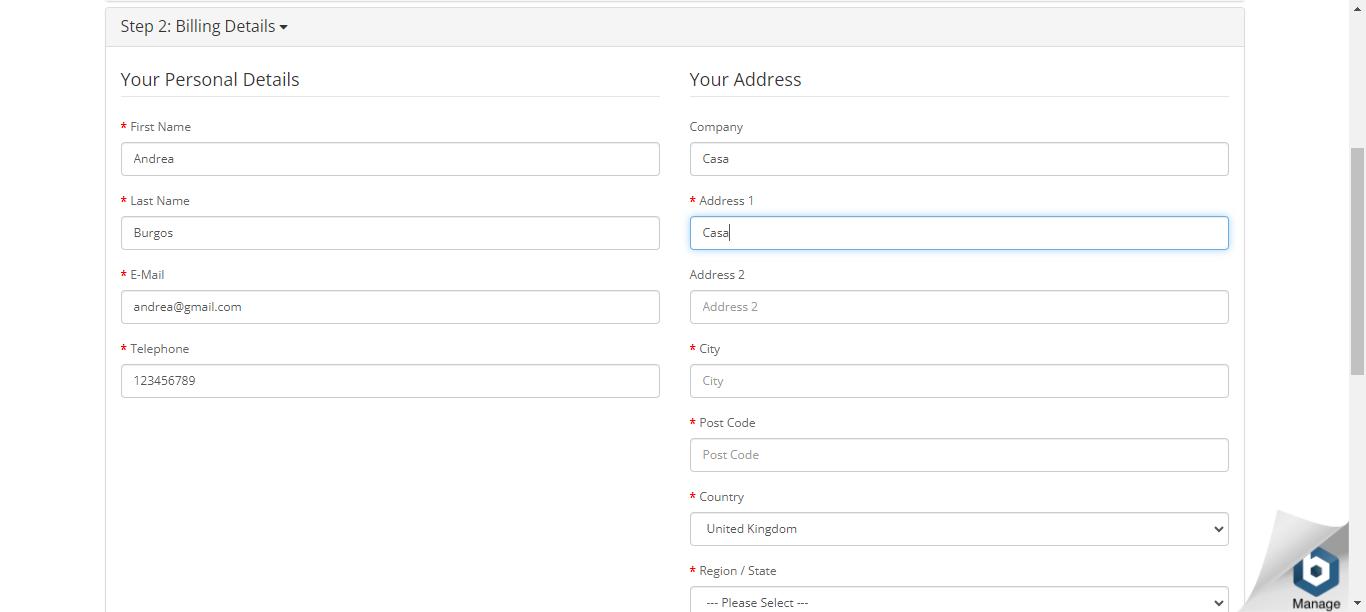 Step 2: Billing Details
Your Personal Details
* First Name
Andrea
* Last Name
Burgos
* E-Mail
andrea@gmail.com
* Telephone
123456789
Your Address
Company
Casa
* Address 1
Casa
Address 2
Address 2
* City
City
* Post Code
Post Code
* Country
United Kingdom
* Region / State
--- Please Select ---
b
Manage